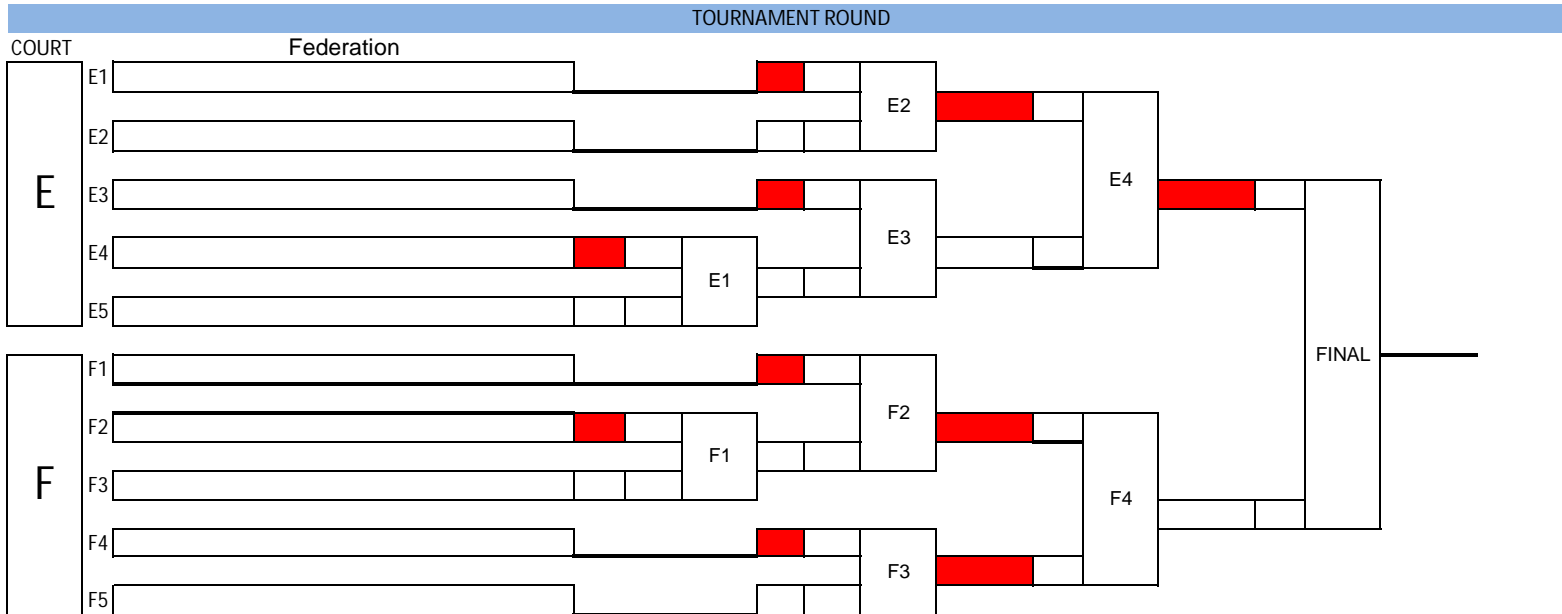 TOURNAMENT ROUND
COURT Federation
E1
E2
E2
E4
E
E3
E3
E4
E1
E5
F1
FINAL
F2
F2
F1
F
F3
F4
F4
F3
F5